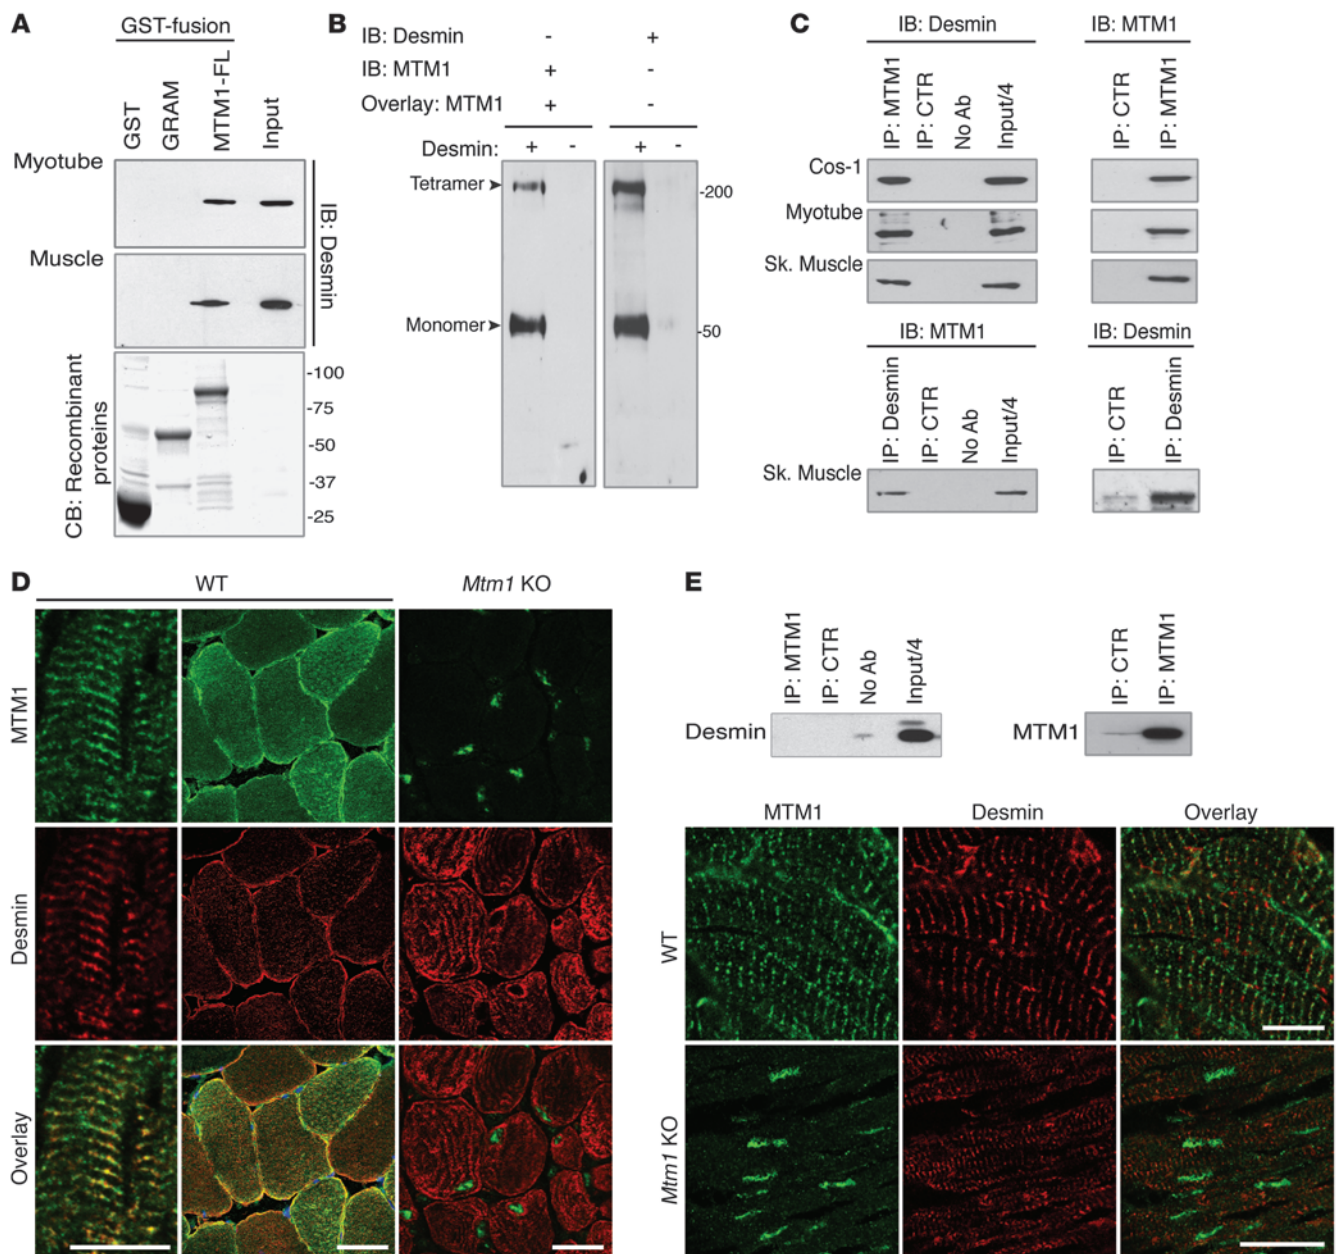 A
GST-fusion
GST
GRAM
MTM1-FL
Input
Myotube
Muscle
IB: Desmin
CB: Recombinant
proteins
-100
-75
-50
-37
-25
B
IB: Desmin - +
IB: MTM1 + -
Overlay: MTM1 + -
Desmin: + - + -
Tetramer
Monomer
-200
-50
C
IB: Desmin
IP: MTM1
IP: CTR
No Ab
Input/4
IB: MTM1
IP: CTR
IP: MTM1
Cos-1
Myotube
Sk. Muscle
IB: MTM1
IP: Desmin
IP: CTR
No Ab
Input/4
IB: Desmin
IP: CTR
IP: Desmin
Sk. Muscle
D
WT
Mtm1 KO
MTM1
Desmin
Overlay
E
IP: MTM1
IP: CTR
No Ab
Input/4
Desmin
IP: CTR
IP: MTM1
MTM1
MTM1 Desmin Overlay
WT
Mtm1 KO